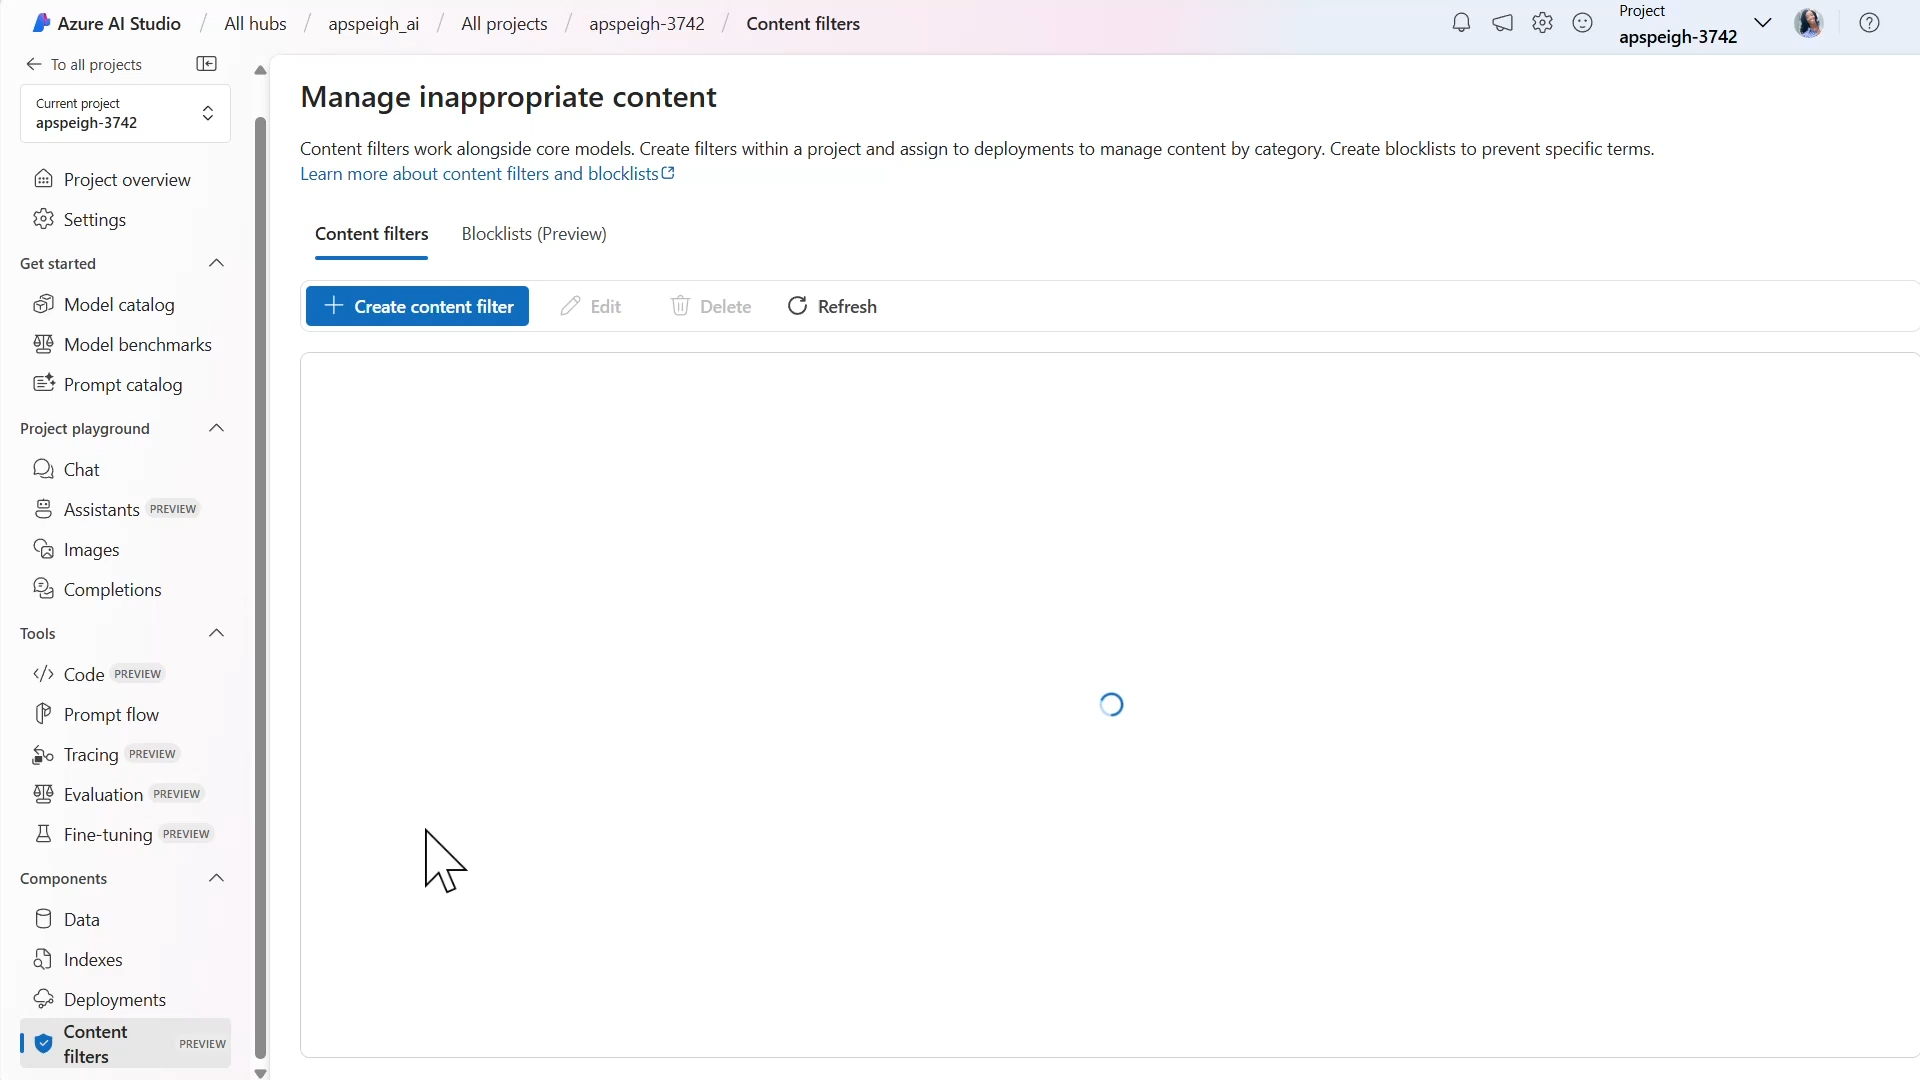 Azure AI Studio / All hubs / apspeigh_ai / All projects / apspeigh-3742 / Content filters
Project
apspeigh-3742
To all projects
Current project
apspeigh-3742
Project overview
Settings
Get started
Model catalog
Model benchmarks
Prompt catalog
Project playground
Chat
Assistants PREVIEW
Images
Completions
Tools
Code PREVIEW
Prompt flow
Tracing PREVIEW
Evaluation PREVIEW
Fine-tuning PREVIEW
Components
Data
Indexes
Deployments
Content filters PREVIEW
Manage inappropriate content
Content filters work alongside core models. Create filters within a project and assign to deployments to manage content by category. Create blocklists to prevent specific terms.
Learn more about content filters and blocklists
Content filters Blocklists (Preview)
Create content filter Edit Delete Refresh